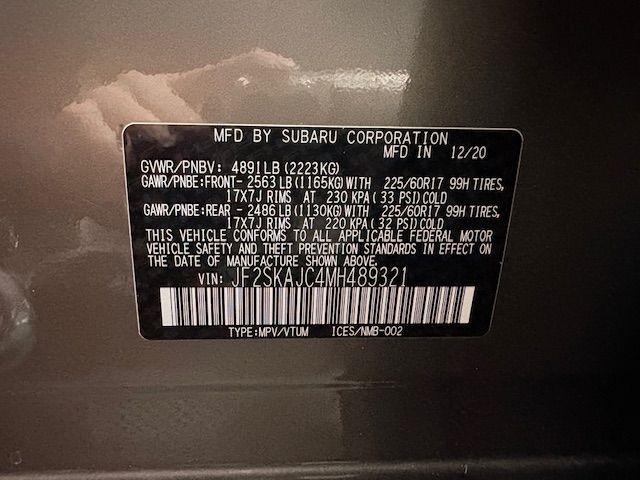 MFD BY SUBARU CORPORATION
MFD IN 12/20
GVWR/PNBV: 4891LB (2223KG)
GAWR/PNBE:FRONT- 2563 LB (1165KG) WITH 225/60R17 99H TIRES,
17X7J RIMS AT 230 KPA (33 PSI) COLD
GAWR/PNBE:REAR - 2486 LB (1130KG) WITH 225/60R17 99H TIRES,
17X7J RIMS AT 220 KPA (32 PSI) COLD
THIS VEHICLE CONFORMS TO ALL APPLICABLE FEDERAL MOTOR
VEHICLE SAFETY AND THEFT PREVENTION STANDARDS IN EFFECT ON
THE DATE OF MANUFACTURE SHOWN ABOVE.
VIN: JF2SKAJC4MH489321
TYPE:MPV/VTUM ICES/NMB-002